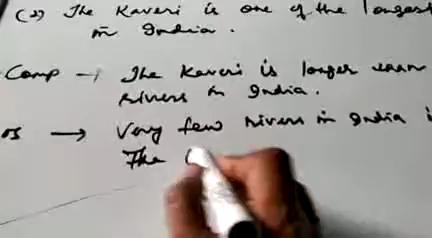 (2) The Kaveri is one of the longest
in India.
Comp → The Kaveri is longer than
rivers in India.
os → Very few rivers in India
The